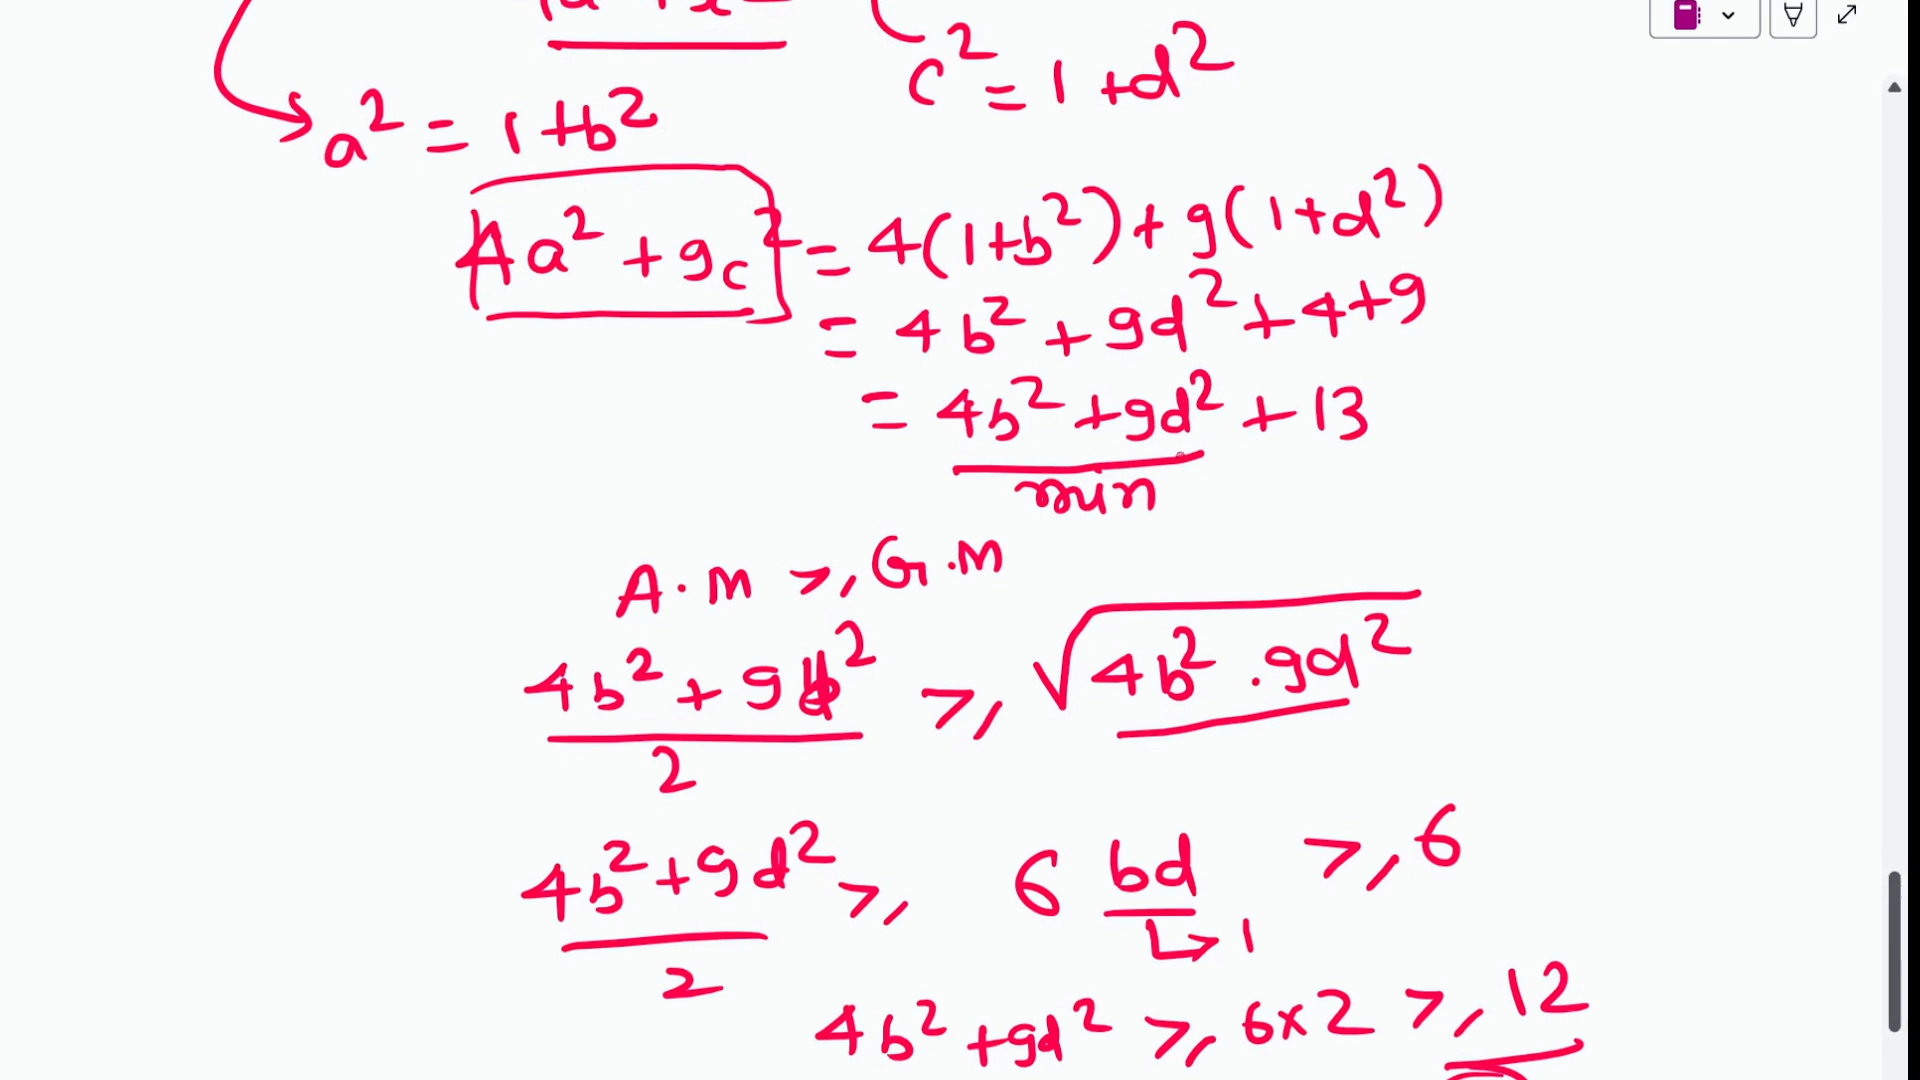 c² = 1 + d²
a² = 1 + b²
4a² + 9c² = 4(1+b²) + 9(1+d²)
= 4b² + 9d² + 4 + 9
= 4b² + 9d² + 13
min
A.M >, G.M
4b² + 9d² / 2 >, √4b² . 9d²
4b² + 9d² / 2 >, 6 bd >, 6
↳ 1
4b² + 9d² >, 6×2 >, 12